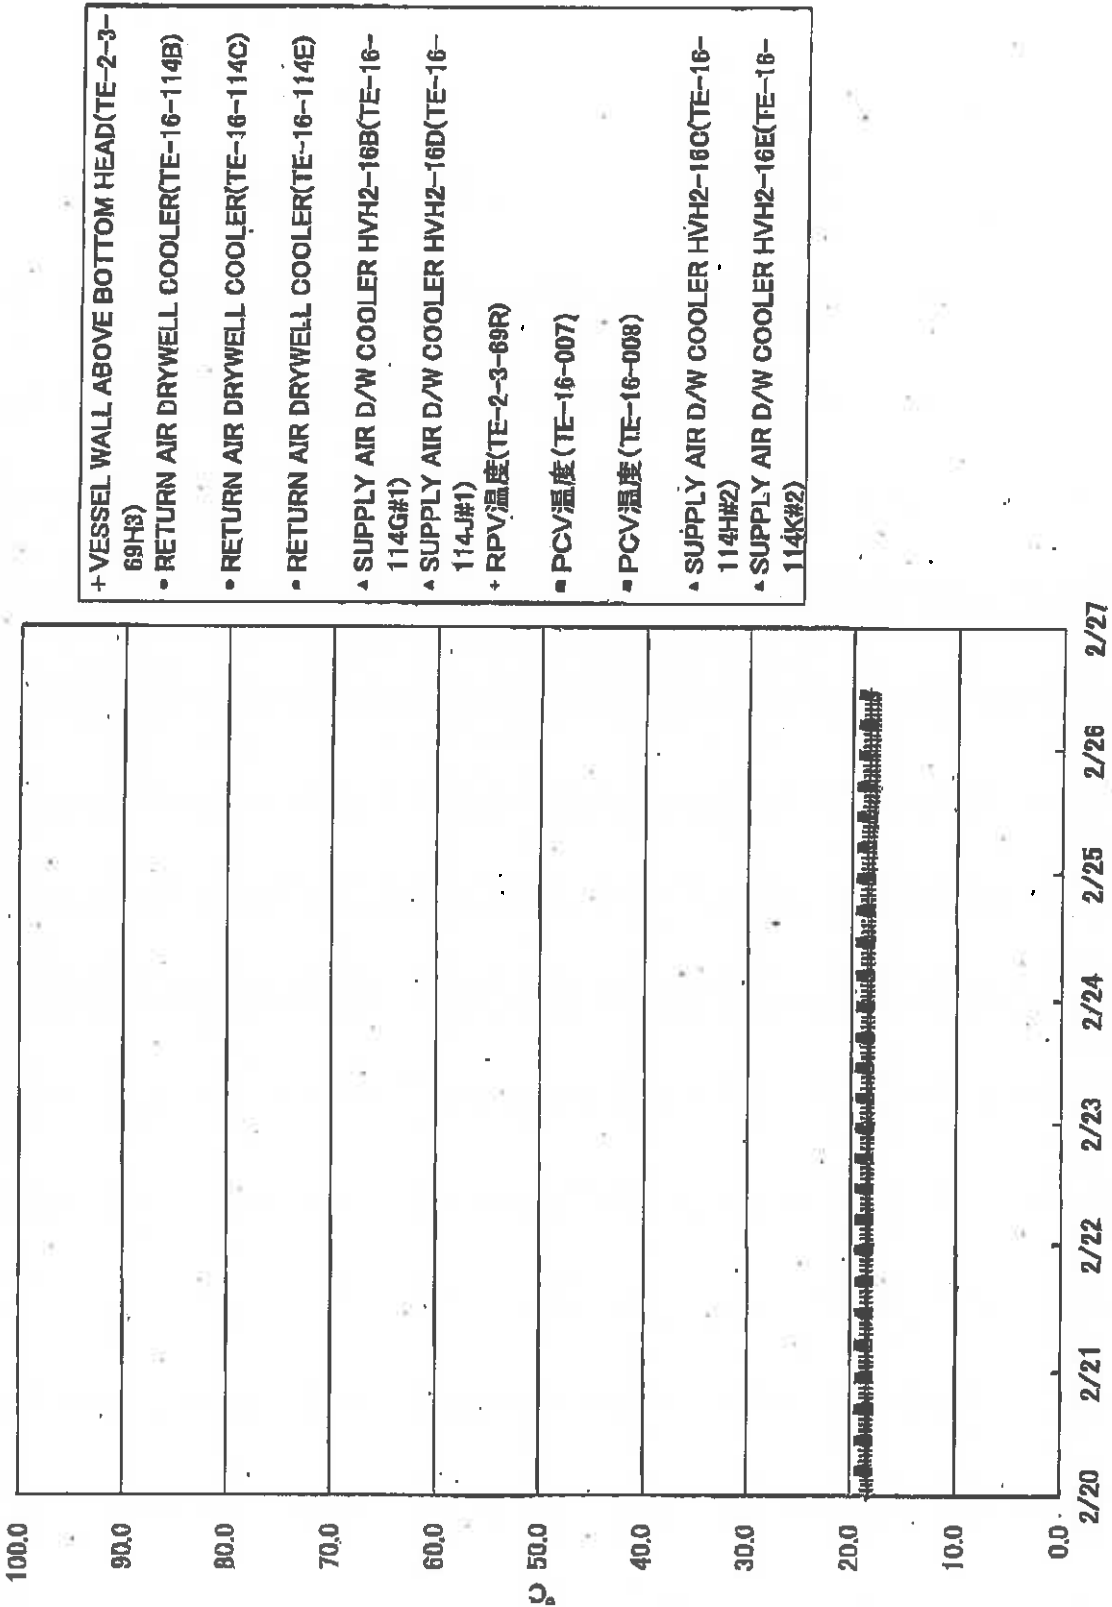 100.0
90.0
80.0
70.0
60.0
50.0
40.0
30.0
20.0
10.0
0.0
℃
2/20
2/21
2/22
2/23
2/24
2/25
2/26
2/27
+ VESSEL WALL ABOVE BOTTOM HEAD(TE-2-3-
69H3)
● RETURN AIR DRYWELL COOLER(TE-16-114B)
● RETURN AIR DRYWELL COOLER(TE-16-114C)
● RETURN AIR DRYWELL COOLER(TE-16-114E)
▲ SUPPLY AIR D/W COOLER HVH2-16B(TE-16-
114G#1)
▲ SUPPLY AIR D/W COOLER HVH2-16D(TE-16-
114J#1)
+ RPV温度(TE-2-3-69R)
■ PCV温度(TE-16-007)
■ PCV温度(TE-16-008)
▲ SUPPLY AIR D/W COOLER HVH2-16C(TE-16-
114H#2)
▲ SUPPLY AIR D/W COOLER HVH2-16E(TE-16-
114K#2)